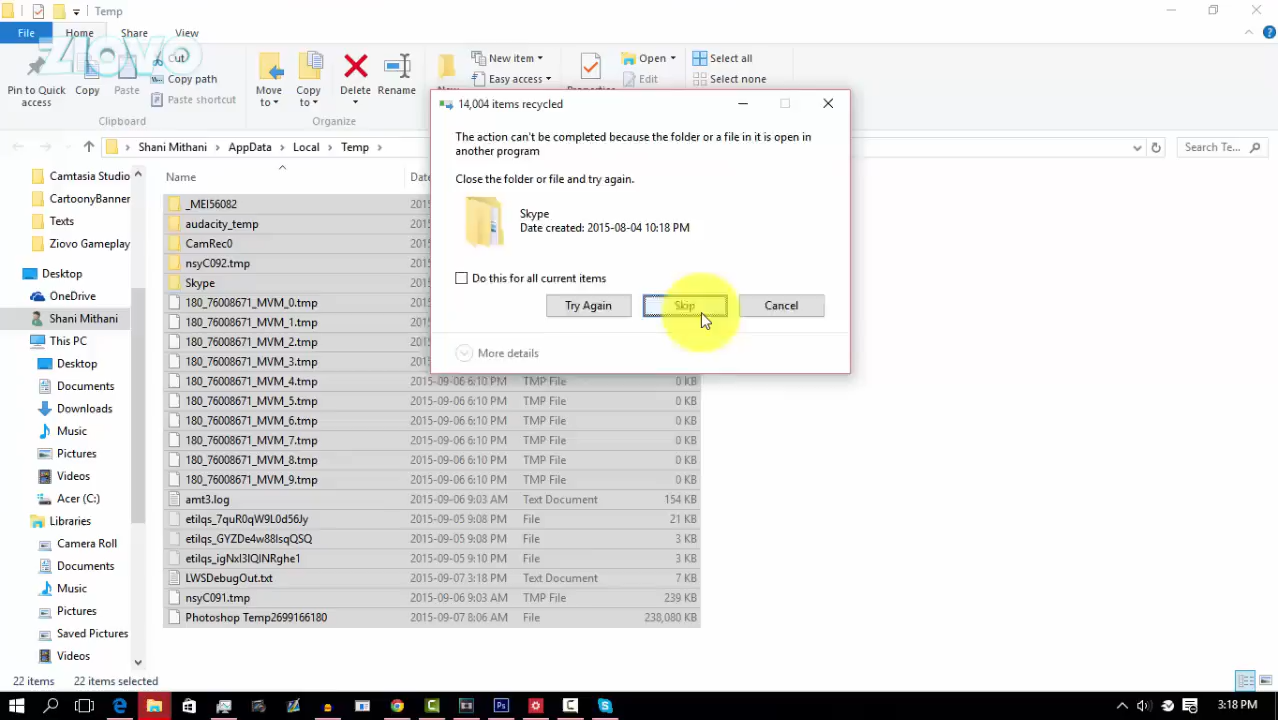 Temp
File Home Share View
ZIOVO
Pin to Quick access
Copy
Paste
Cut
Copy path
Paste shortcut
Clipboard
Move to
Copy to
Delete
Rename
Organize
New
New item
Easy access
Properties
Open
Edit
Select all
Select none
Shani Mithani > AppData > Local > Temp >
Search Te...
Camtasia Studio
CartoonyBanner
Texts
Ziovo Gameplay
Desktop
OneDrive
Shani Mithani
This PC
Desktop
Documents
Downloads
Music
Pictures
Videos
Acer (C:)
Libraries
Camera Roll
Documents
Music
Pictures
Saved Pictures
Videos
Name Date
_MEI56082 2015
audacity_temp 2015
CamRec0 2015
nsyC092.tmp 2015
Skype 2015
180_76008671_MVM_0.tmp 2015
180_76008671_MVM_1.tmp 2015
180_76008671_MVM_2.tmp 2015
180_76008671_MVM_3.tmp 2015
180_76008671_MVM_4.tmp 2015-09-06 6:10 PM TMP File 0 KB
180_76008671_MVM_5.tmp 2015-09-06 6:10 PM TMP File 0 KB
180_76008671_MVM_6.tmp 2015-09-06 6:10 PM TMP File 0 KB
180_76008671_MVM_7.tmp 2015-09-06 6:10 PM TMP File 0 KB
180_76008671_MVM_8.tmp 2015-09-06 6:10 PM TMP File 0 KB
180_76008671_MVM_9.tmp 2015-09-06 6:10 PM TMP File 0 KB
amt3.log 2015-09-06 9:03 AM Text Document 154 KB
etilqs_7quR0qW9L0d56Jy 2015-09-05 9:08 PM File 21 KB
etilqs_GYZDe4w88lsqQSQ 2015-09-05 9:08 PM File 3 KB
etilqs_igNxl3IQlNRghe1 2015-09-05 9:10 PM File 3 KB
LWSDebugOut.txt 2015-09-07 3:18 PM Text Document 7 KB
nsyC091.tmp 2015-09-06 9:03 AM TMP File 239 KB
Photoshop Temp2699166180 2015-09-07 8:06 AM File 238,080 KB
14,004 items recycled
The action can't be completed because the folder or a file in it is open in
another program
Close the folder or file and try again.
Skype
Date created: 2015-08-04 10:18 PM
Do this for all current items
Try Again Skip Cancel
More details
22 items 22 items selected
Ps
3:18 PM